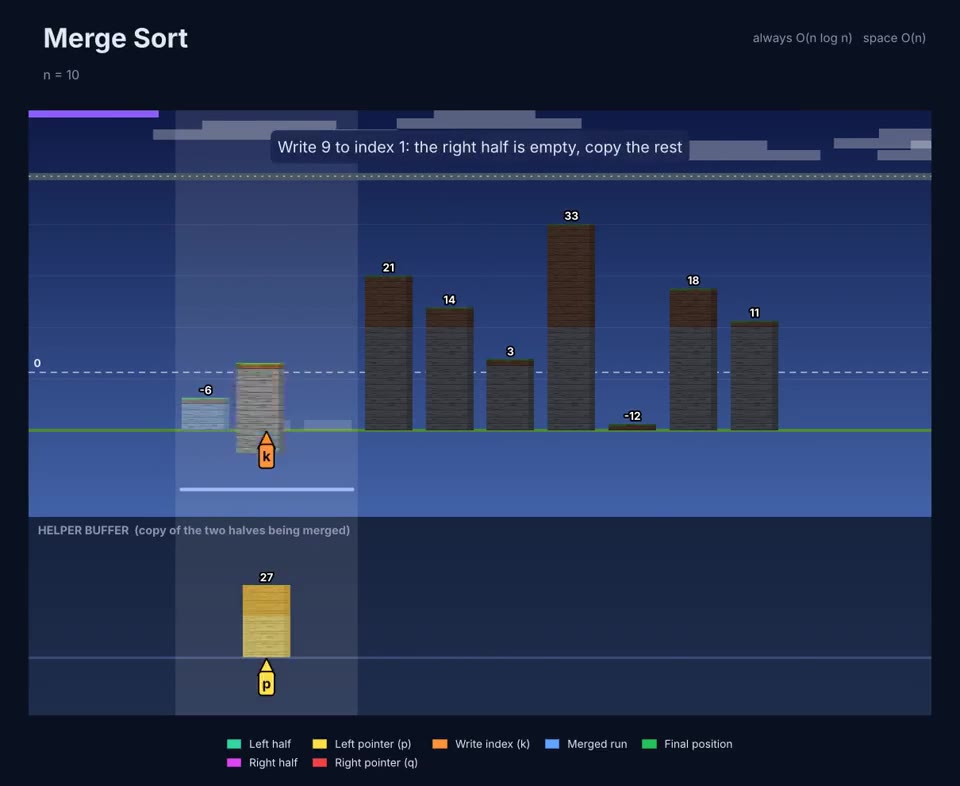 Merge Sort
always O(n log n) space O(n)
n = 10
Write 9 to index 1: the right half is empty, copy the rest
33
21
18
14
11
3
0
-6
-12
k
HELPER BUFFER (copy of the two halves being merged)
27
p
Left half
Left pointer (p)
Write index (k)
Merged run
Final position
Right half
Right pointer (q)